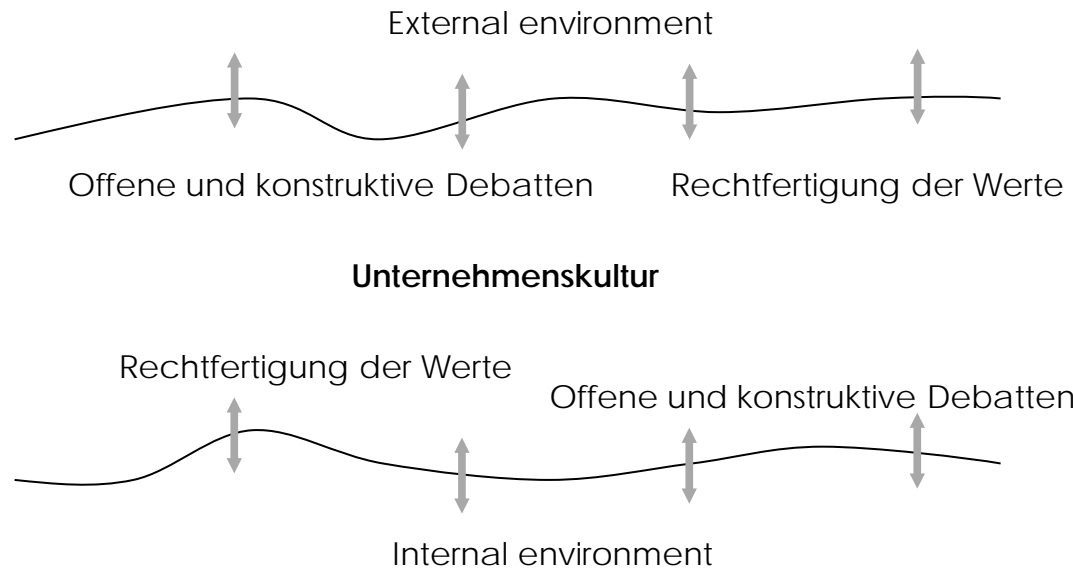 External environment
Offene und konstruktive Debatten
Rechtfertigung der Werte
Unternehmenskultur
Rechtfertigung der Werte
Offene und konstruktive Debatten
Internal environment